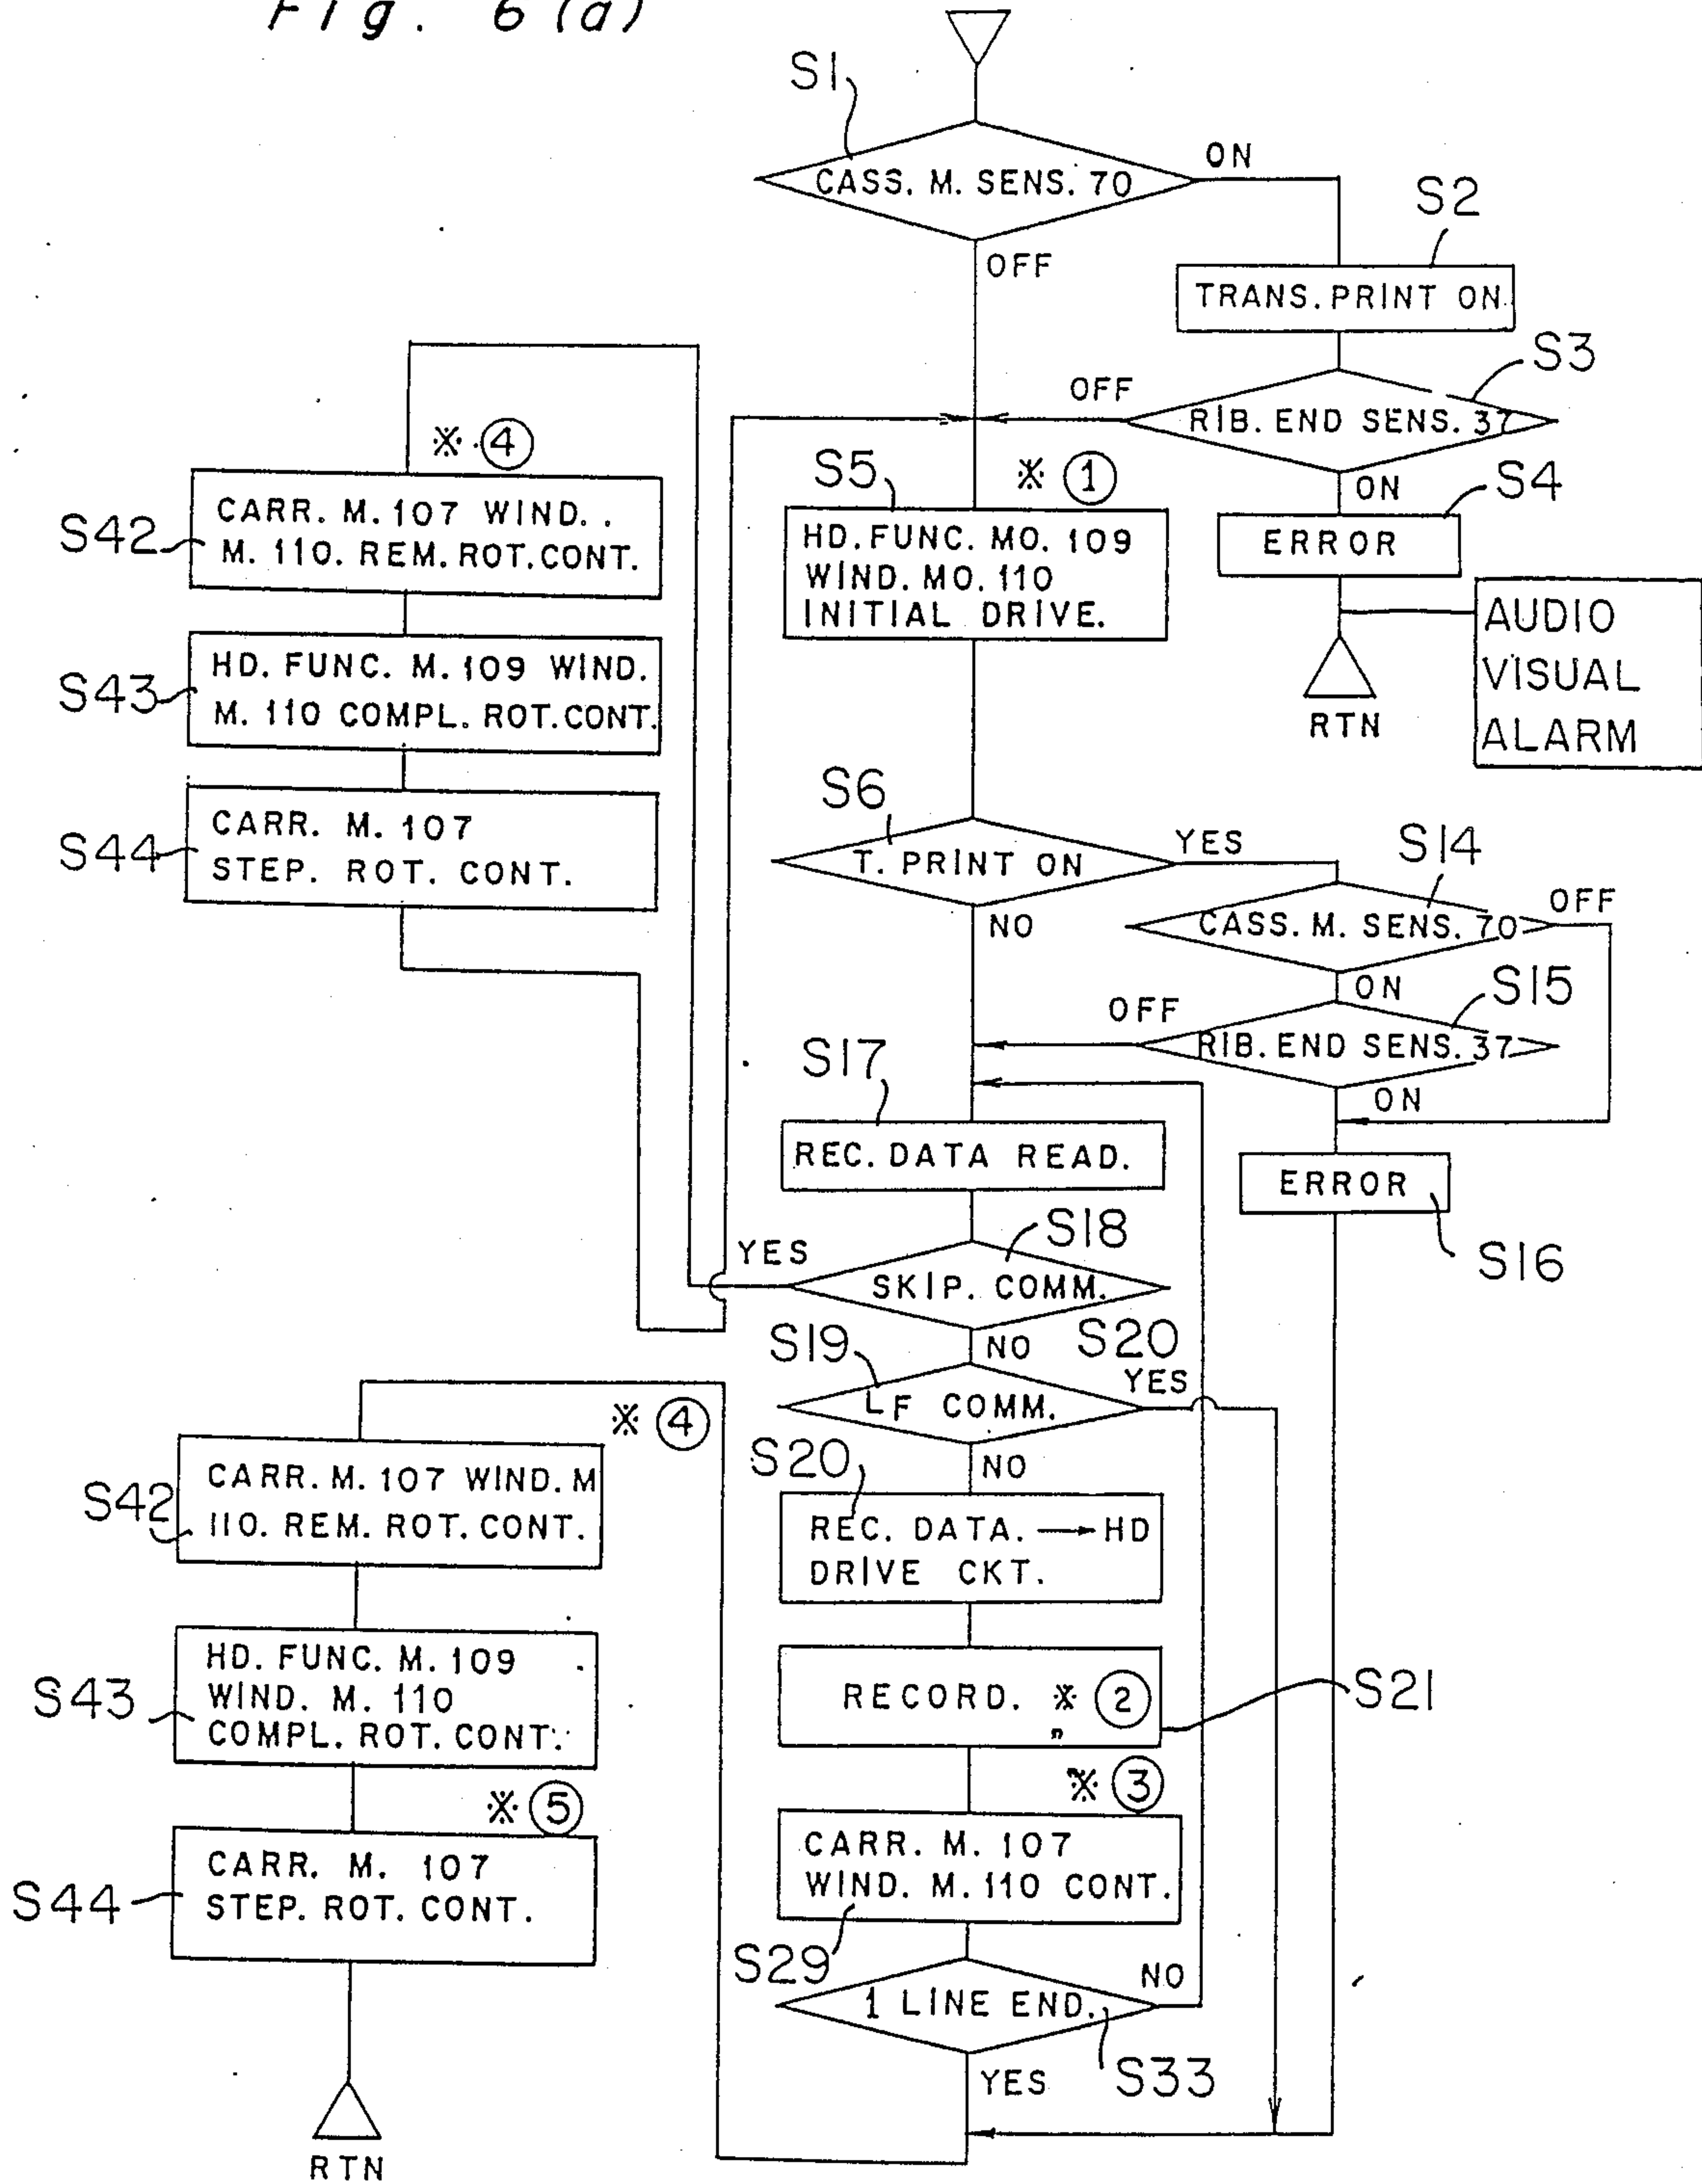 Fig. 6 (a)
S1
CASS. M. SENS. 70
ON
OFF
S2
TRANS. PRINT ON
S3
OFF
RIB. END SENS. 37
ON
S4
ERROR
AUDIO
VISUAL
ALARM
RTN
※ ④
S42
CARR. M. 107 WIND. .
M. 110. REM. ROT. CONT.
S43
HD. FUNC. M. 109 WIND.
M. 110 COMPL. ROT. CONT.
S44
CARR. M. 107
STEP. ROT. CONT.
S5
※ ①
HD. FUNC. MO. 109
WIND. MO. 110
INITIAL DRIVE.
S6
T. PRINT ON
YES
NO
S14
CASS. M. SENS. 70
OFF
ON
S15
OFF
RIB. END SENS. 37
ON
ERROR
S16
S17
REC. DATA READ.
S18
YES
SKIP. COMM.
NO
S19
S20
YES
LF COMM.
NO
S20
REC. DATA. → HD
DRIVE CKT.
RECORD. ※ ②
S21
※ ③
CARR. M. 107
WIND. M. 110 CONT.
S29
NO
1 LINE END.
S33
YES
※ ④
S42
CARR. M. 107 WIND. M
110. REM. ROT. CONT.
S43
HD. FUNC. M. 109
WIND. M. 110
COMPL. ROT. CONT.
※ ⑤
S44
CARR. M. 107
STEP. ROT. CONT.
RTN